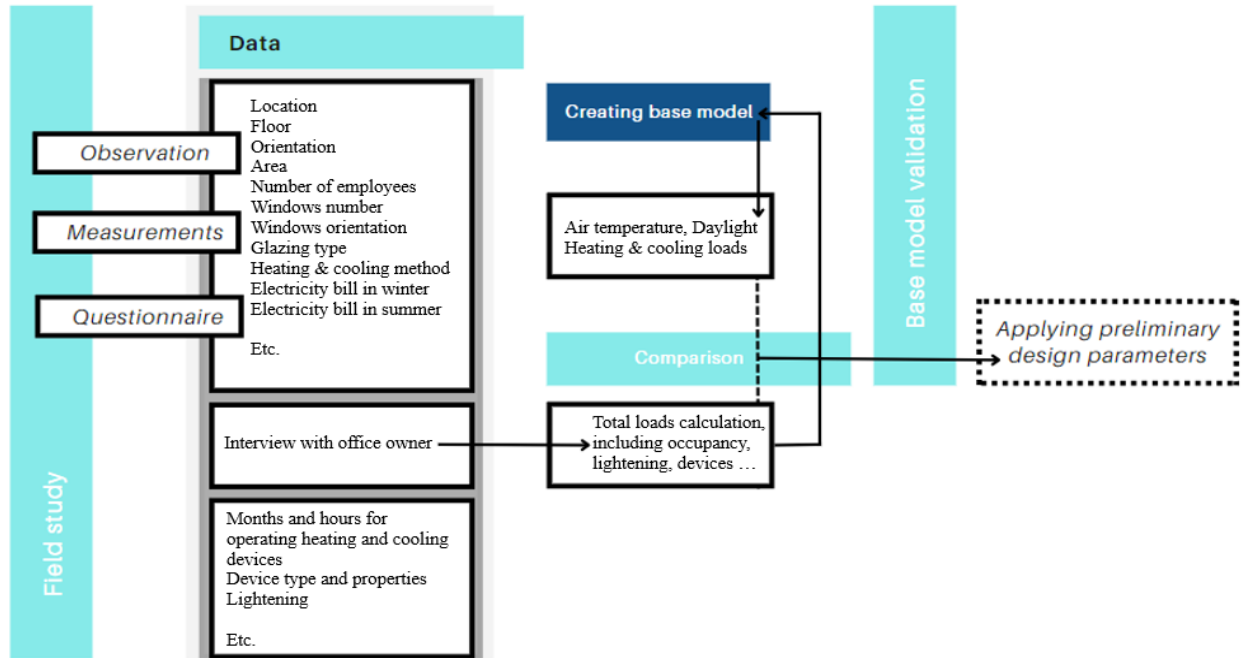 Field study
Observation
Measurements
Questionnaire
Data
Location
Floor
Orientation
Area
Number of employees
Windows number
Windows orientation
Glazing type
Heating & cooling method
Electricity bill in winter
Electricity bill in summer
Etc.
Interview with office owner
Months and hours for
operating heating and cooling
devices
Device type and properties
Lightening
Etc.
Creating base model
Air temperature, Daylight
Heating & cooling loads
Comparison
Total loads calculation,
including occupancy,
lightening, devices …
Base model validation
Applying preliminary
design parameters